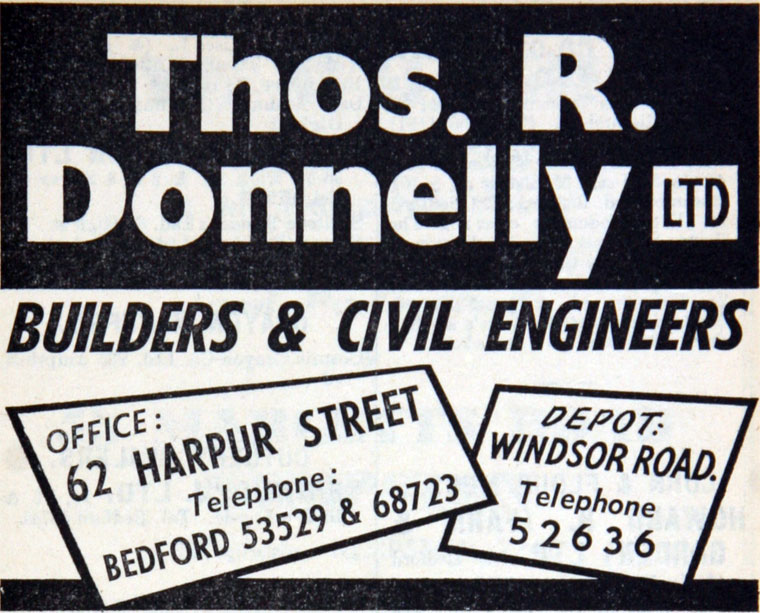 Thos. R.
Donnelly LTD
BUILDERS & CIVIL ENGINEERS
OFFICE:
62 HARPUR STREET
Telephone:
BEDFORD 53529 & 68723
DEPOT:
WINDSOR ROAD.
Telephone
52636